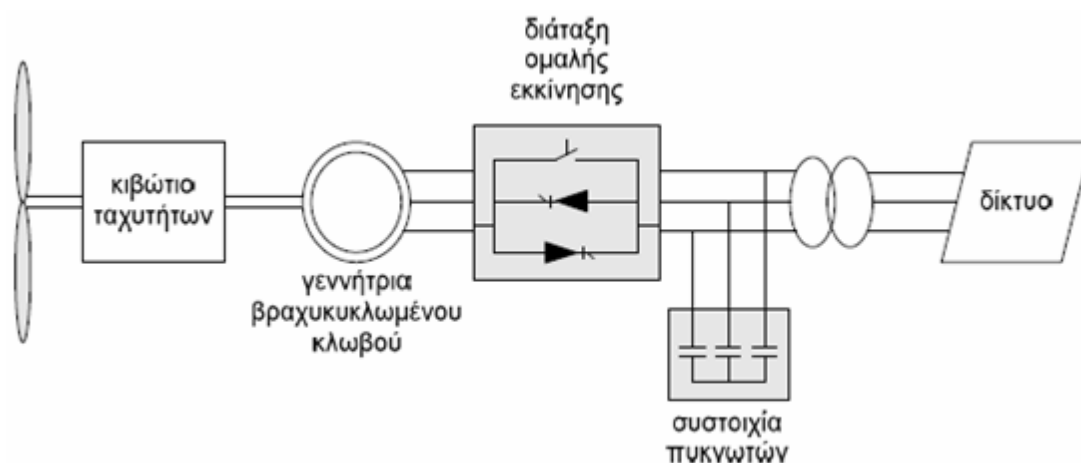 διάταξη
ομαλής
εκκίνησης
κιβώτιο
ταχυτήτων
δίκτυο
γεννήτρια
βραχυκυκλωμένου
κλωβού
συστοιχία
πυκνωτών